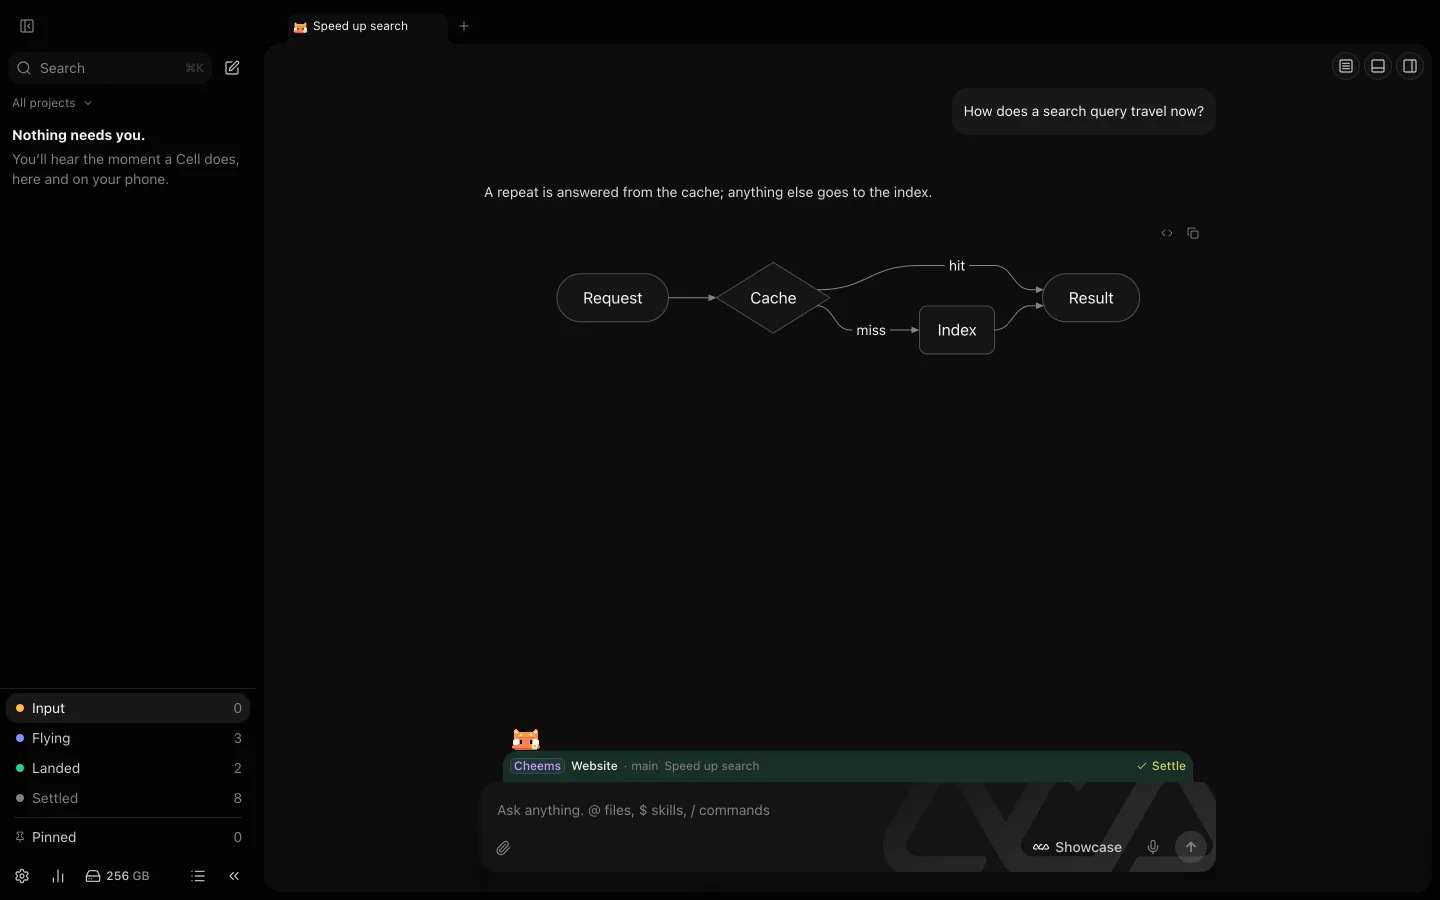 Speed up search
Search ⌘K
All projects
Nothing needs you.
You'll hear the moment a Cell does,
here and on your phone.
How does a search query travel now?
A repeat is answered from the cache; anything else goes to the index.
Request
Cache
hit
miss
Index
Result
Input 0
Flying 3
Landed 2
Settled 8
Pinned 0
256 GB
Cheems Website · main Speed up search
Settle
Ask anything. @ files, $ skills, / commands
Showcase